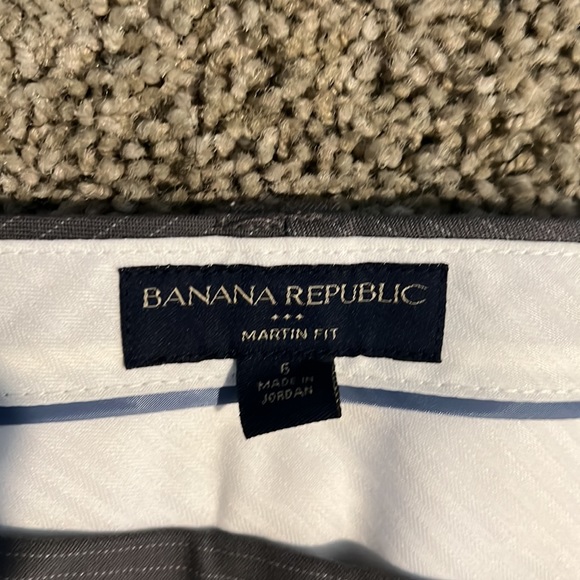 BANANA REPUBLIC
MARTIN FIT
6
MADE IN
JORDAN